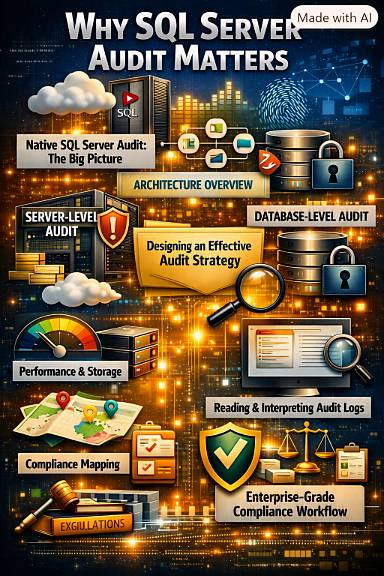 WHY SQL SERVER
AUDIT MATTERS
Made with AI
SQL
Native SQL Server Audit:
The Big Picture
ARCHITECTURE OVERVIEW
SERVER-LEVEL
AUDIT
DATABASE-LEVEL AUDIT
Designing an Effective
Audit Strategy
Performance & Storage
Reading & Interpreting Audit Logs
Compliance Mapping
Enterprise-Grade
Compliance Workflow
EXGIULATIONS